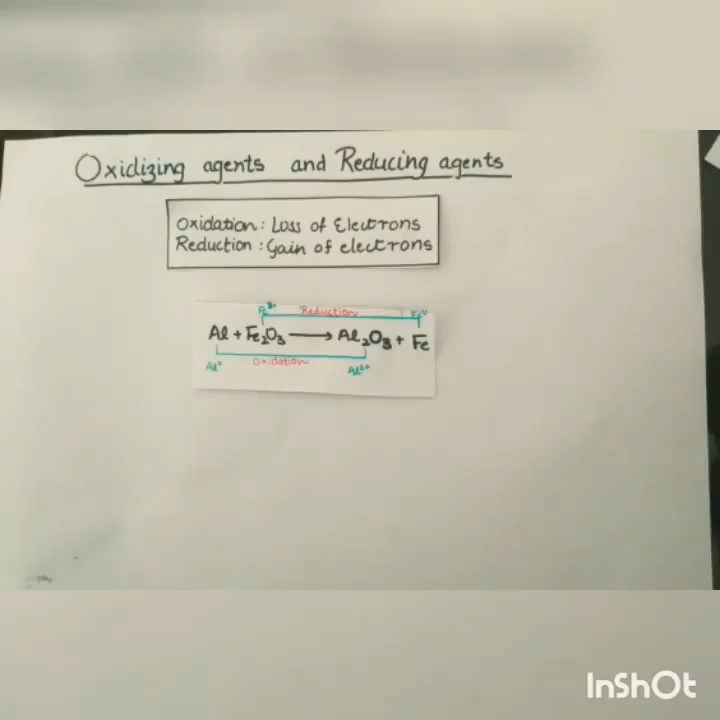 Oxidizing agents and Reducing agents
Oxidation: Loss of Electrons
Reduction: Gain of electrons
Reduction
Al + Fe₂O₃ ⟶ Al₂O₃ + Fe
Oxidation
Al⁰ Al³⁺
InShOt